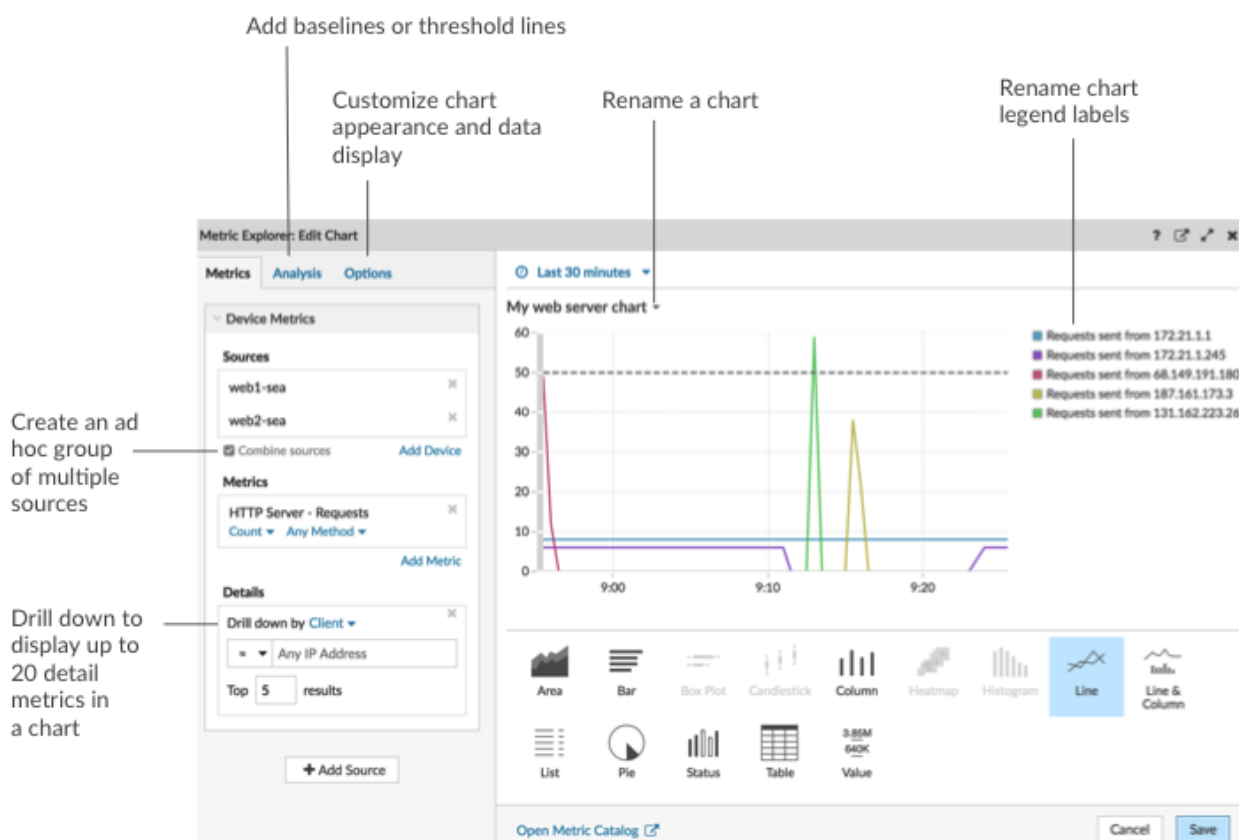 Add baselines or threshold lines
Customize chart
appearance and data
display
Rename a chart
Rename chart
legend labels
Metric Explorer: Edit Chart
?
Metrics Analysis Options
Last 30 minutes
Device Metrics
My web server chart
Sources
web1-sea
web2-sea
Combine sources Add Device
Create an ad
hoc group
of multiple
sources
Metrics
HTTP Server - Requests
Count Any Method
Add Metric
Details
Drill down by Client
Drill down to
display up to
20 detail
metrics in
a chart
≈ Any IP Address
Top 5 results
+ Add Source
60
50
40
30
20
10
0
9:00 9:10 9:20
Requests sent from 172.21.1.1
Requests sent from 172.21.1.245
Requests sent from 68.149.191.180
Requests sent from 187.161.173.3
Requests sent from 131.162.223.26
Area Bar Box Plot Candlestick Column Heatmap Histogram Line Line &
Column
3.85M
640K
List Pie Status Table Value
Open Metric Catalog
Cancel Save